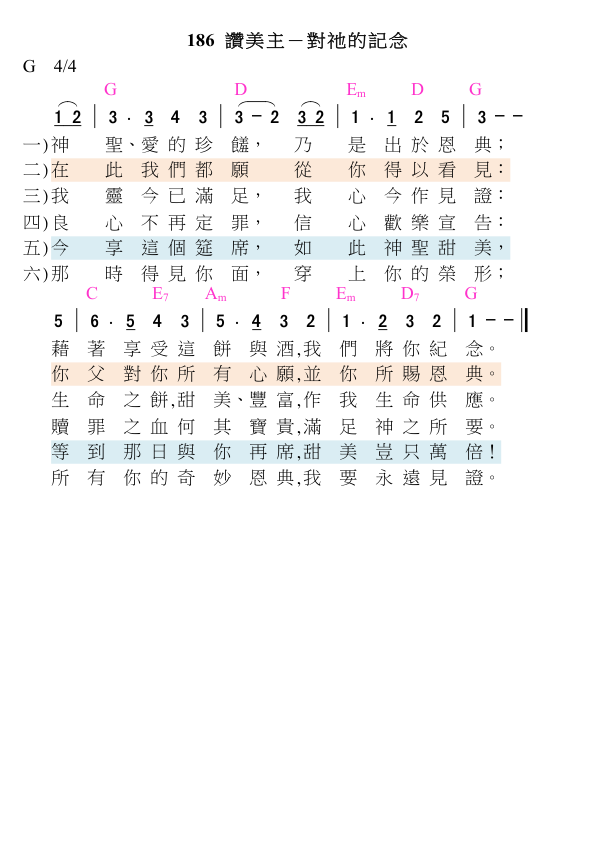 186 讚美主－對祂的記念
G 4/4
G D Em D G
1 2 | 3 . 3 4 3 | 3 - 2 3 2 | 1 . 1 2 5 | 3 - -
一)神 聖、愛 的 珍 饈， 乃 是 出 於 恩 典；
二)在 此 我 們 都 願 從 你 得 以 看 見：
三)我 靈 今 已 滿 足， 我 心 今 作 見 證：
四)良 心 不 再 定 罪， 信 心 歡 樂 宣 告：
五)今 享 這 個 筵 席， 如 此 神 聖 甜 美，
六)那 時 得 見 你 面， 穿 上 你 的 榮 形；
C E7 Am F Em D7 G
5 | 6 . 5 4 3 | 5 . 4 3 2 | 1 . 2 3 2 | 1 - - ||
藉 著 享 受 這 餅 與 酒,我 們 將 你 紀 念。
你 父 對 你 所 有 心 願,並 你 所 賜 恩 典。
生 命 之 餅,甜 美、豐 富,作 我 生 命 供 應。
贖 罪 之 血 何 其 寶 貴,滿 足 神 之 所 要。
等 到 那 日 與 你 再 席,甜 美 豈 只 萬 倍！
所 有 你 的 奇 妙 恩 典,我 要 永 遠 見 證。